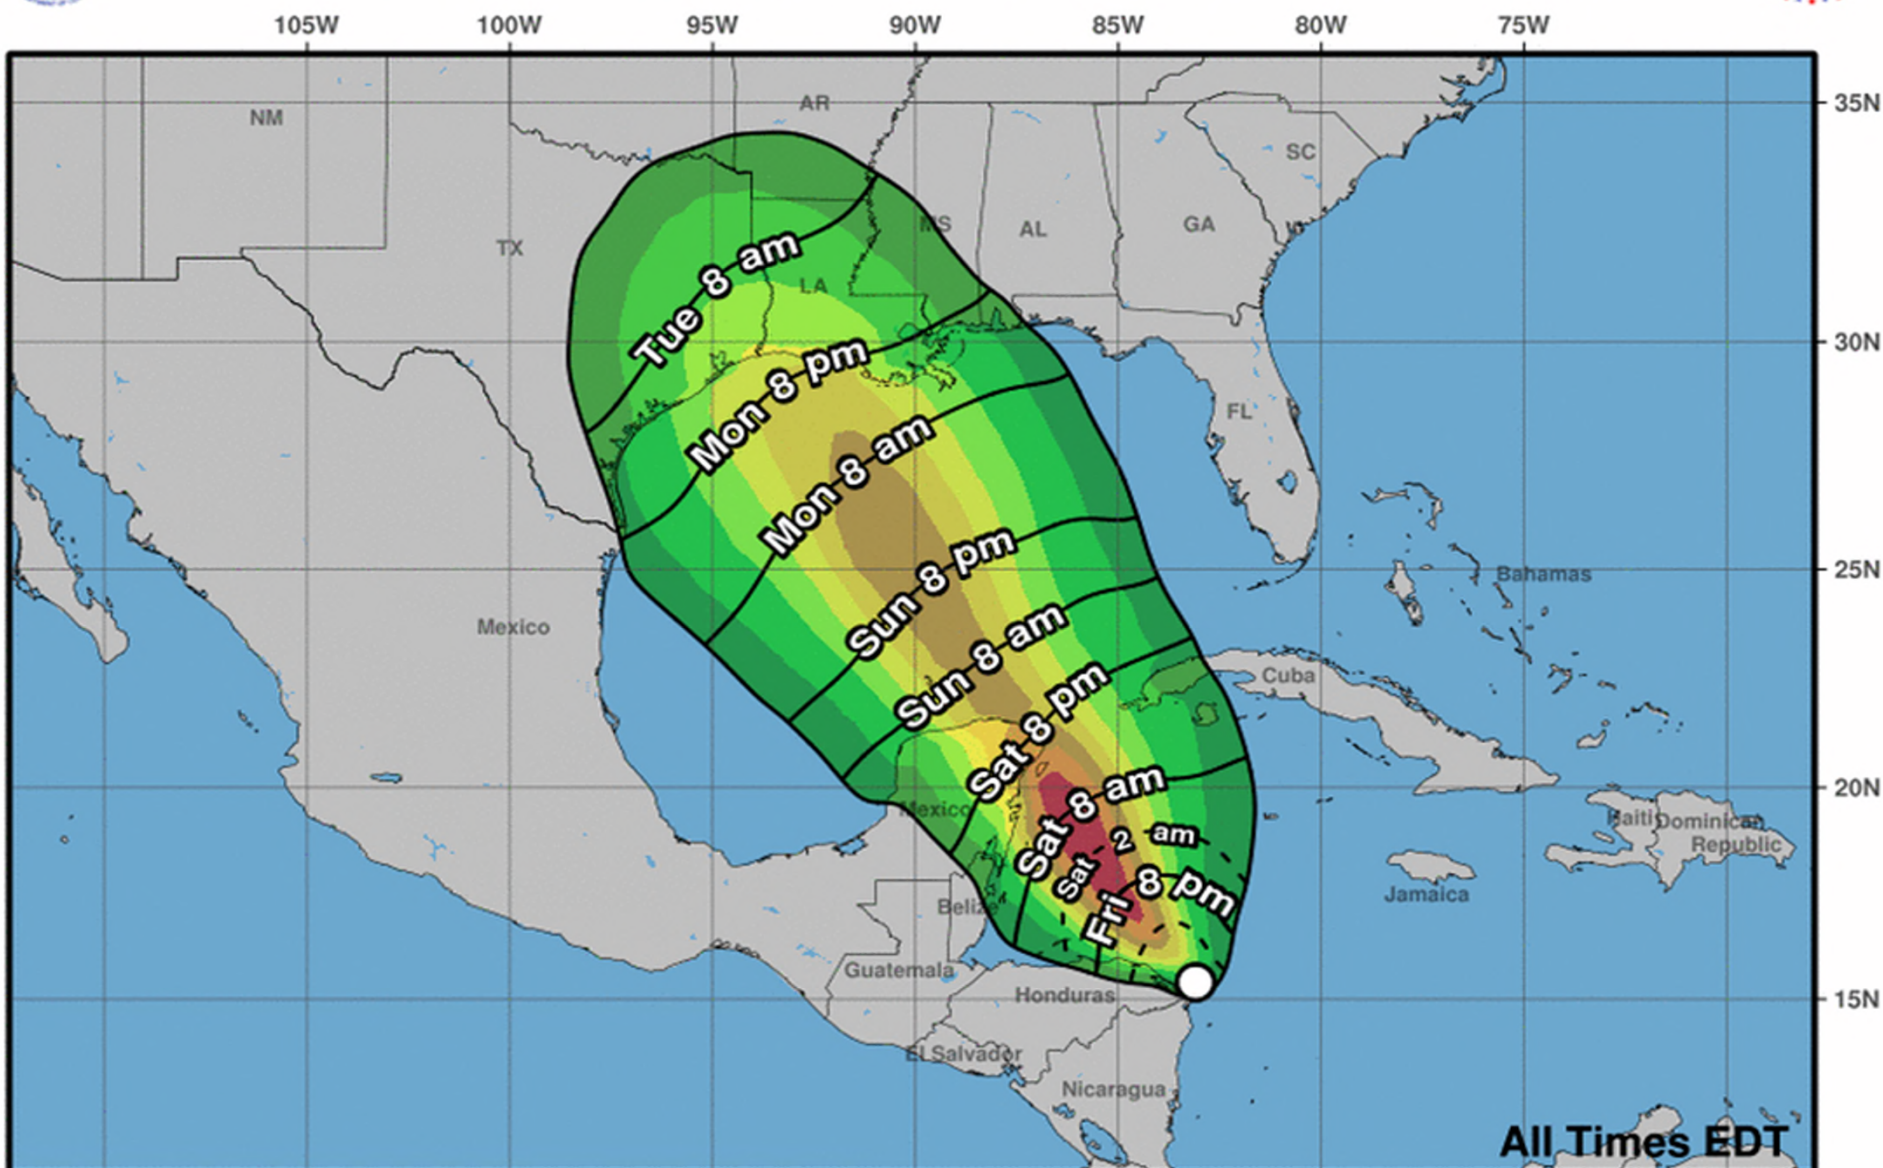 105W 100W 95W 90W 85W 80W 75W
AR
35N
NM
SC
MS
AL
GA
TX
Tue 8 am
LA
30N
Mon 8 pm
FL
Mon 8 am
Sun 8 pm
25N
Bahamas
Mexico
Sun 8 am
Cuba
Sat 8 pm
20N
Sat 8 am
Mexico
Haiti
Dominican
Republic
Sat 2 am
Jamaica
Fri 8 pm
Belize
Guatemala
Honduras
15N
El Salvador
Nicaragua
All Times EDT